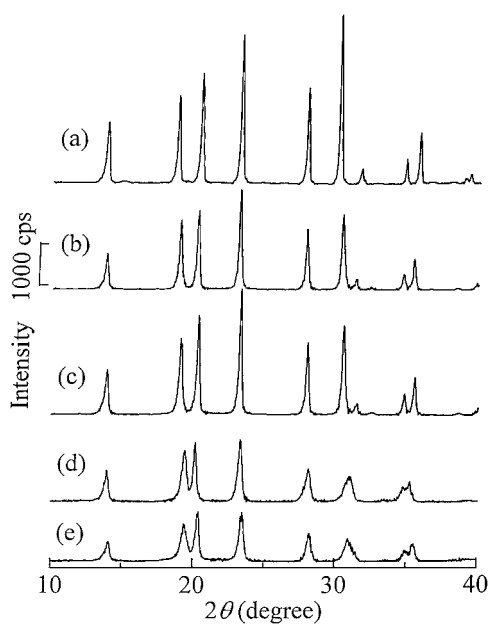 (a)
(b)
(c)
(d)
(e)
1000 cps
Intensity
10 20 30 40
2θ (degree)